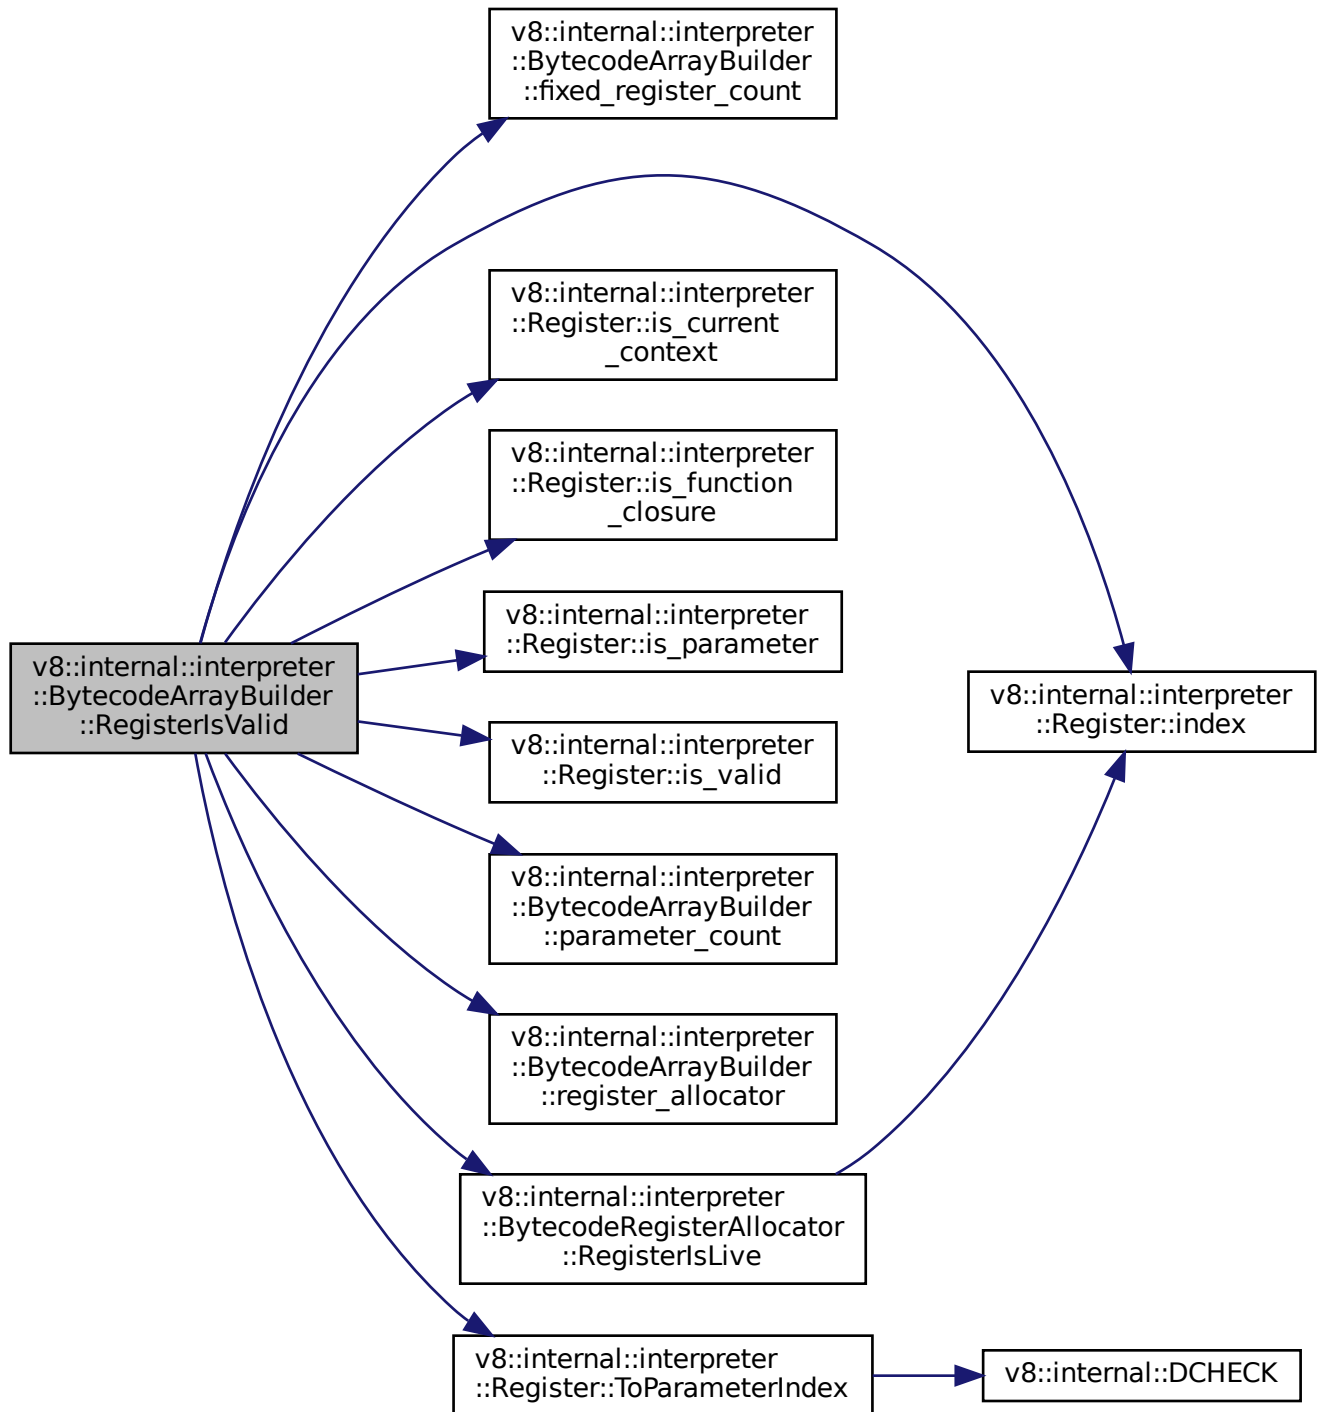 v8::internal::interpreter
::BytecodeArrayBuilder
::fixed_register_count
v8::internal::interpreter
::Register::is_current
_context
v8::internal::interpreter
::Register::is_function
_closure
v8::internal::interpreter
::Register::is_parameter
v8::internal::interpreter
::BytecodeArrayBuilder
::RegisterIsValid
v8::internal::interpreter
::Register::index
v8::internal::interpreter
::Register::is_valid
v8::internal::interpreter
::BytecodeArrayBuilder
::parameter_count
v8::internal::interpreter
::BytecodeArrayBuilder
::register_allocator
v8::internal::interpreter
::BytecodeRegisterAllocator
::RegisterIsLive
v8::internal::interpreter
::Register::ToParameterIndex
v8::internal::DCHECK